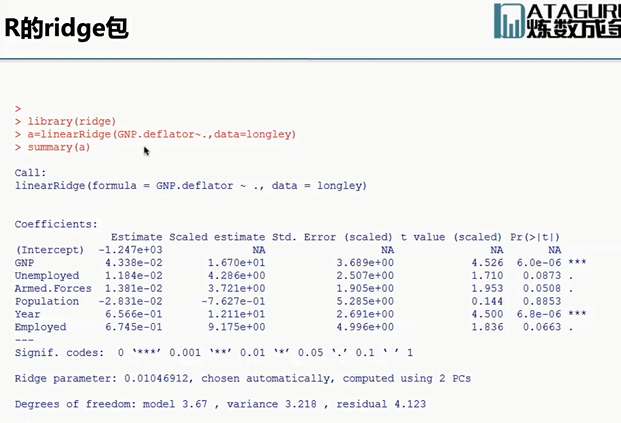 R的ridge包
ATAGURU
炼数成金
>
> library(ridge)
> a=linearRidge(GNP.deflator~.,data=longley)
> summary(a)
Call:
linearRidge(formula = GNP.deflator ~ ., data = longley)
Coefficients:
Estimate Scaled estimate Std. Error (scaled) t value (scaled) Pr(>|t|)
(Intercept) -1.247e+03 NA NA NA NA
GNP 4.338e-02 1.670e+01 3.689e+00 4.526 6.0e-06 ***
Unemployed 1.184e-02 4.286e+00 2.507e+00 1.710 0.0873 .
Armed.Forces 1.381e-02 3.721e+00 1.905e+00 1.953 0.0508 .
Population -2.831e-02 -7.627e-01 5.285e+00 0.144 0.8853
Year 6.566e-01 1.211e+01 2.691e+00 4.500 6.8e-06 ***
Employed 6.745e-01 9.175e+00 4.996e+00 1.836 0.0663 .
---
Signif. codes: 0 ‘***’ 0.001 ‘**’ 0.01 ‘*’ 0.05 ‘.’ 0.1 ‘ ’ 1
Ridge parameter: 0.01046912, chosen automatically, computed using 2 PCs
Degrees of freedom: model 3.67 , variance 3.218 , residual 4.123